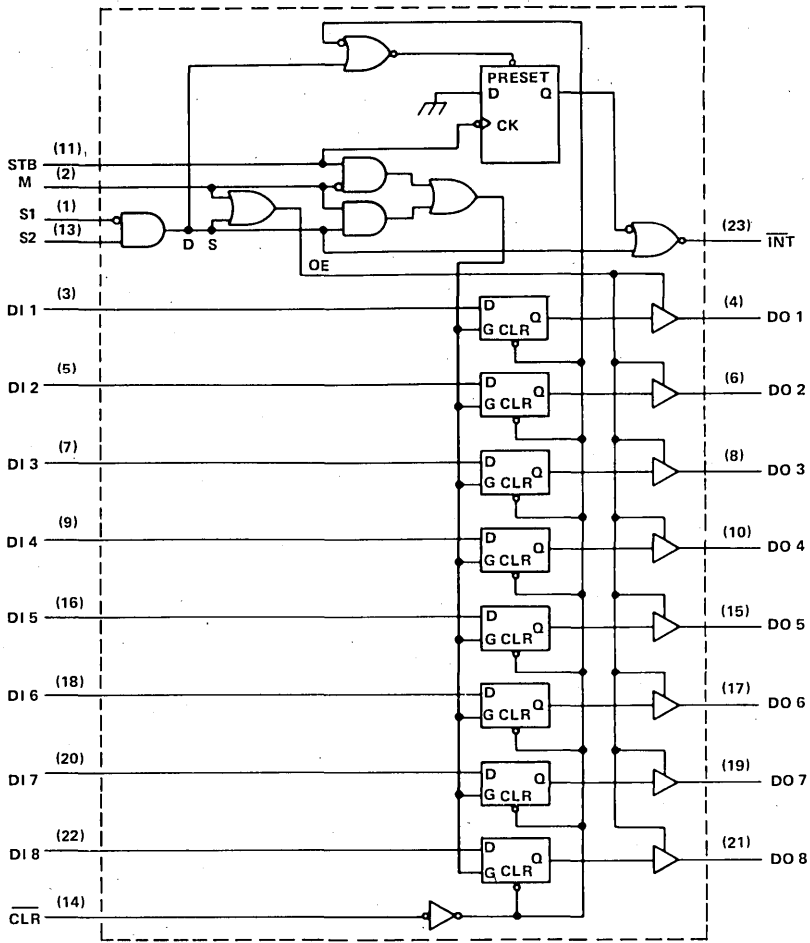 PRESET
D Q
CK
(11)
STB
(2)
M
(1)
S1
(13)
S2
D S
OE
(23)
INT
(3)
DI 1
D Q
G CLR
(4)
DO 1
(5)
DI 2
D Q
G CLR
(6)
DO 2
(7)
DI 3
D Q
G CLR
(8)
DO 3
(9)
DI 4
D Q
G CLR
(10)
DO 4
(16)
DI 5
D Q
G CLR
(15)
DO 5
(18)
DI 6
D Q
G CLR
(17)
DO 6
(20)
DI 7
D Q
G CLR
(19)
DO 7
(22)
DI 8
D Q
G CLR
(21)
DO 8
(14)
CLR